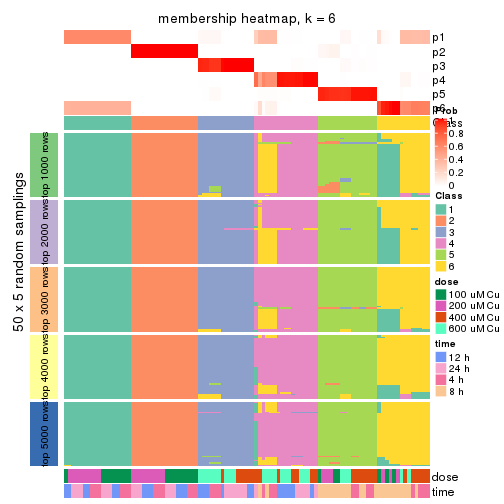 membership heatmap, k = 6
p1
p2
p3
p4
p5
p6
Class
Prob
1
0.8
0.6
0.4
0.2
0
Class
1
2
3
4
5
6
dose
100 uM Cu
200 uM Cu
400 uM Cu
600 uM Cu
time
12 h
24 h
4 h
8 h
50 x 5 random samplings
top 1000 rows
top 2000 rows
top 3000 rows
top 4000 rows
top 5000 rows
dose
time